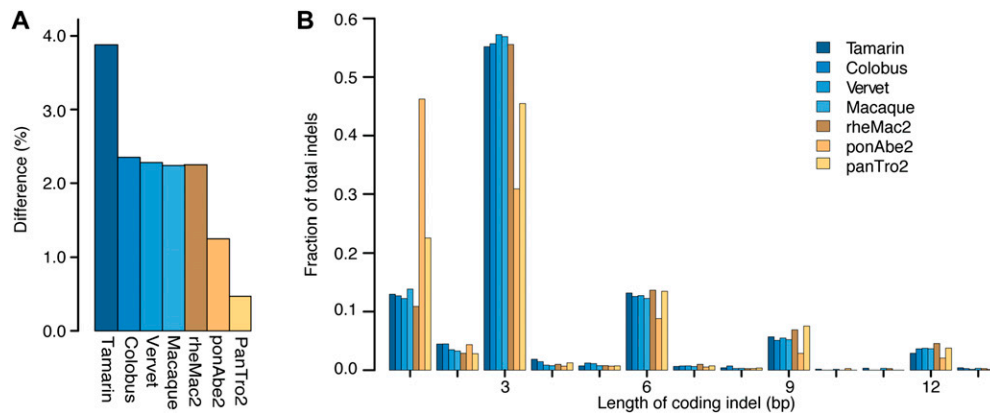 A
4.0
3.0
2.0
1.0
0.0
Difference (%)
Tamarin
Colobus
Vervet
Macaque
rheMac2
ponAbe2
PanTro2
B
0.6
0.5
0.4
0.3
0.2
0.1
0.0
Fraction of total indels
Tamarin
Colobus
Vervet
Macaque
rheMac2
ponAbe2
panTro2
3 6 9 12
Length of coding indel (bp)